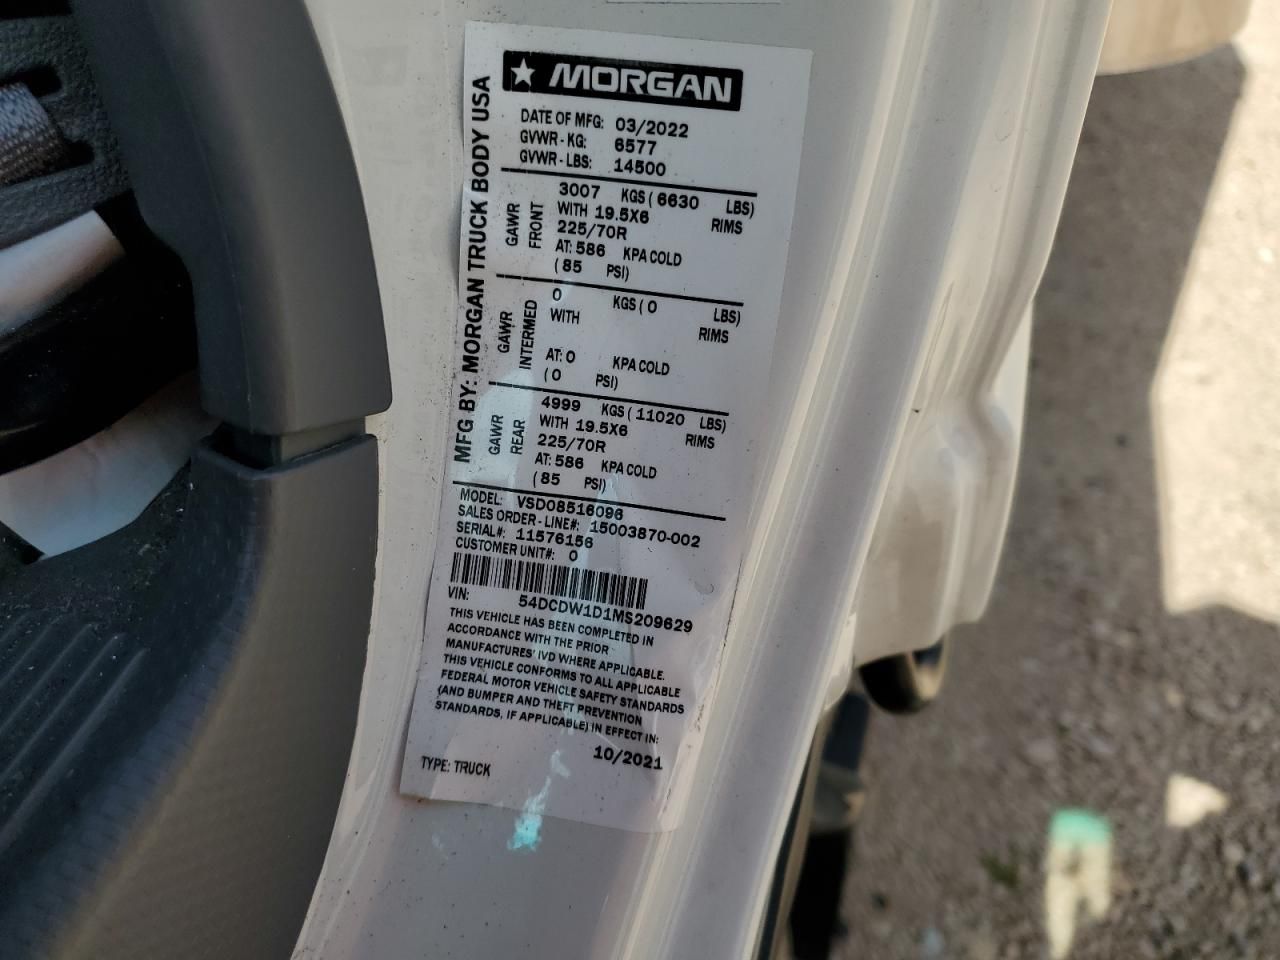 MORGAN
MFG BY: MORGAN TRUCK BODY USA
DATE OF MFG: 03/2022
GVWR - KG: 6577
GVWR - LBS: 14500
GAWR FRONT
3007 KGS ( 6630 LBS)
WITH 19.5X6 RIMS
225/70R
AT: 586 KPA COLD
( 85 PSI)
GAWR INTERMED
0 KGS ( 0 LBS)
WITH RIMS
AT: 0 KPA COLD
( 0 PSI)
GAWR REAR
4999 KGS ( 11020 LBS)
WITH 19.5X6 RIMS
225/70R
AT: 586 KPA COLD
( 85 PSI)
MODEL: VSD08516096
SALES ORDER - LINE#: 15003870-002
SERIAL#: 11576156
CUSTOMER UNIT#: 0
VIN: 54DCDW1D1MS209629
THIS VEHICLE HAS BEEN COMPLETED IN
ACCORDANCE WITH THE PRIOR
MANUFACTURES' IVD WHERE APPLICABLE.
THIS VEHICLE CONFORMS TO ALL APPLICABLE
FEDERAL MOTOR VEHICLE SAFETY STANDARDS
(AND BUMPER AND THEFT PREVENTION
STANDARDS, IF APPLICABLE) IN EFFECT IN:
10/2021
TYPE: TRUCK